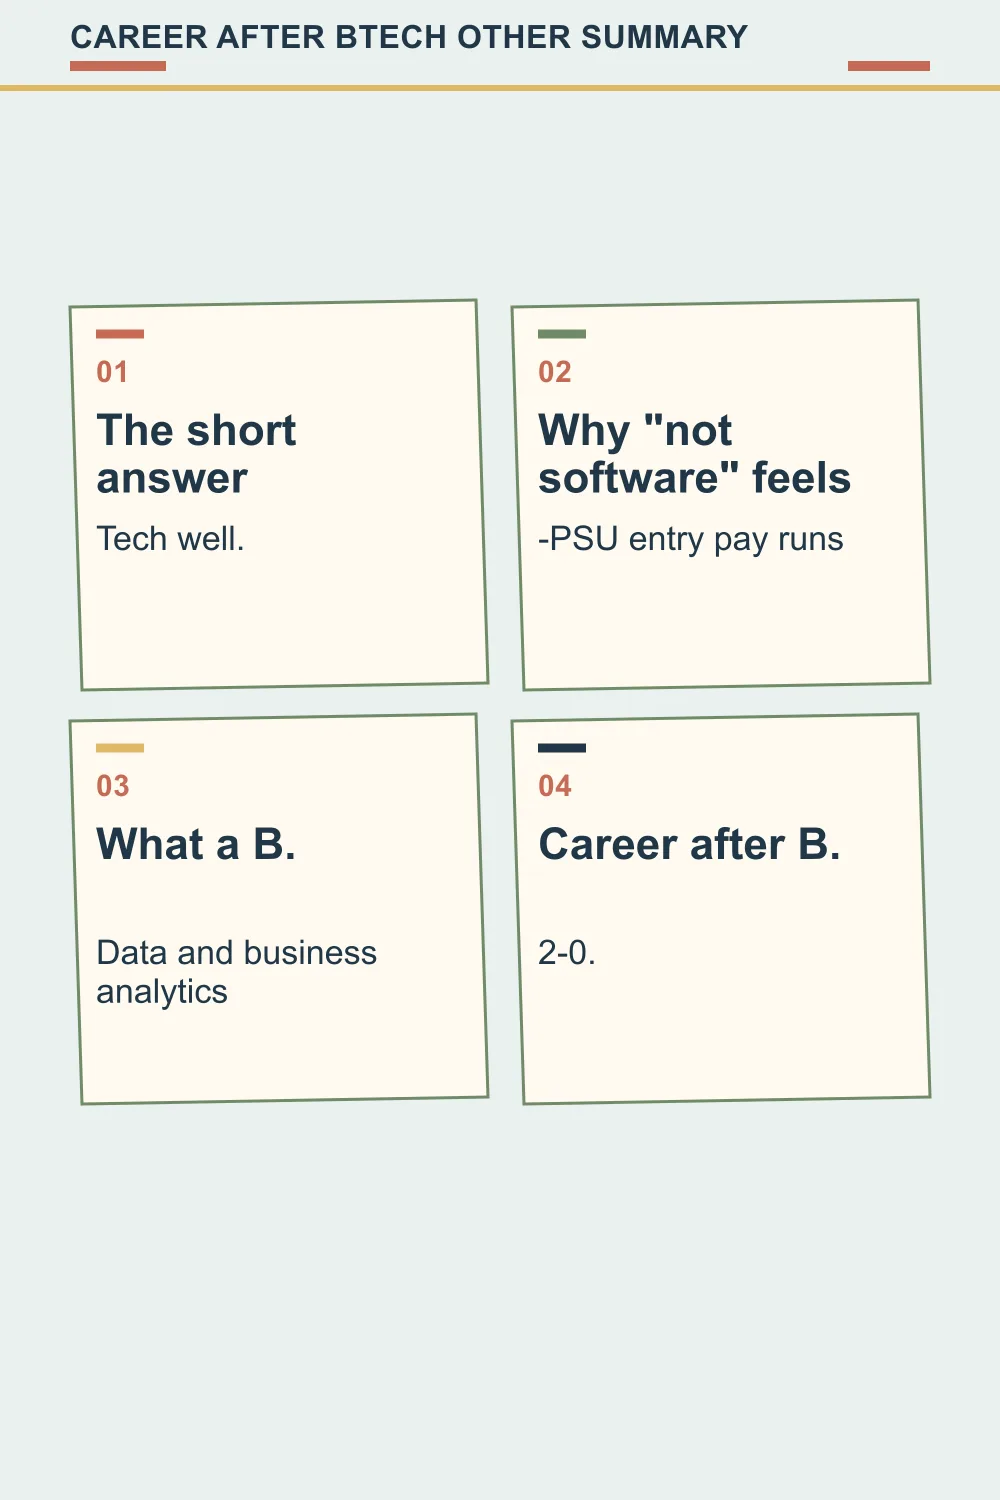 CAREER AFTER BTECH OTHER SUMMARY
01
The short
answer
Tech well.
02
Why "not
software" feels
-PSU entry pay runs
03
What a B.
Data and business
analytics
04
Career after B.
2-0.